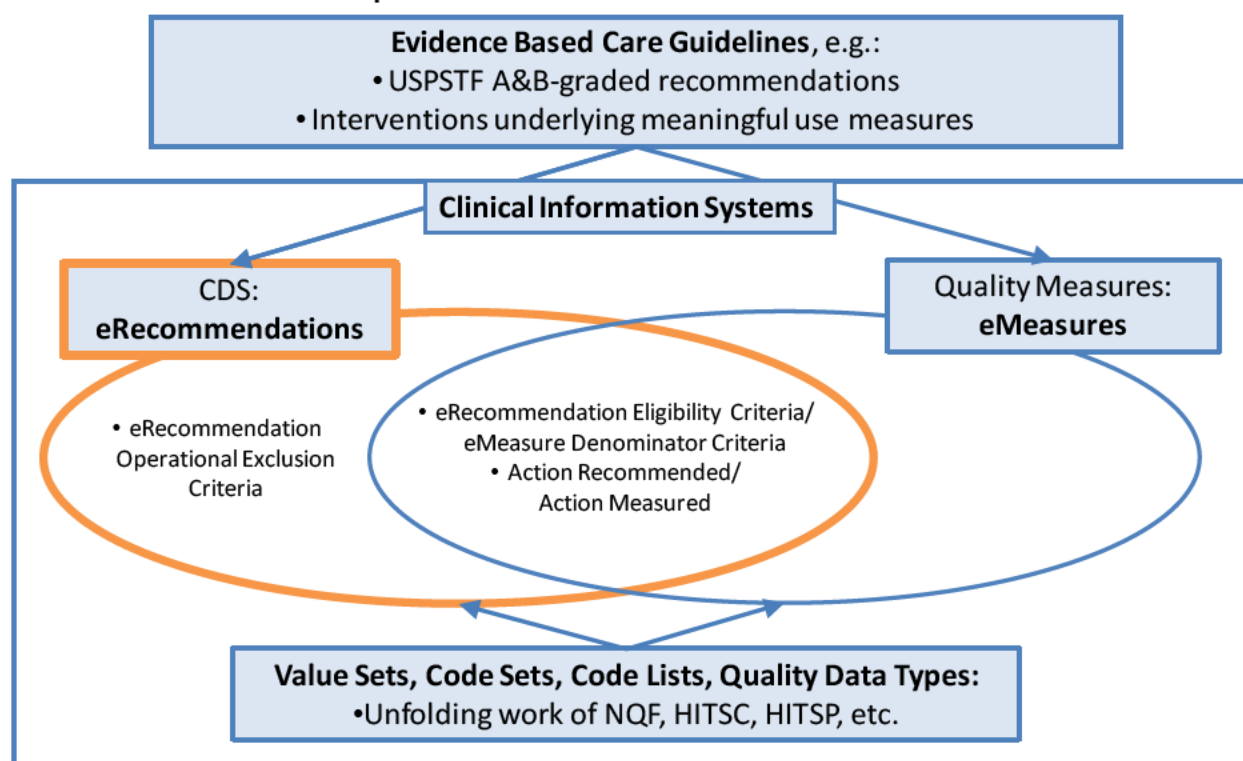 Evidence Based Care Guidelines, e.g.:
• USPSTF A&B-graded recommendations
• Interventions underlying meaningful use measures
Clinical Information Systems
CDS:
eRecommendations
Quality Measures:
eMeasures
• eRecommendation
Operational Exclusion
Criteria
• eRecommendation Eligibility Criteria/
eMeasure Denominator Criteria
• Action Recommended/
Action Measured
Value Sets, Code Sets, Code Lists, Quality Data Types:
•Unfolding work of NQF, HITSC, HITSP, etc.